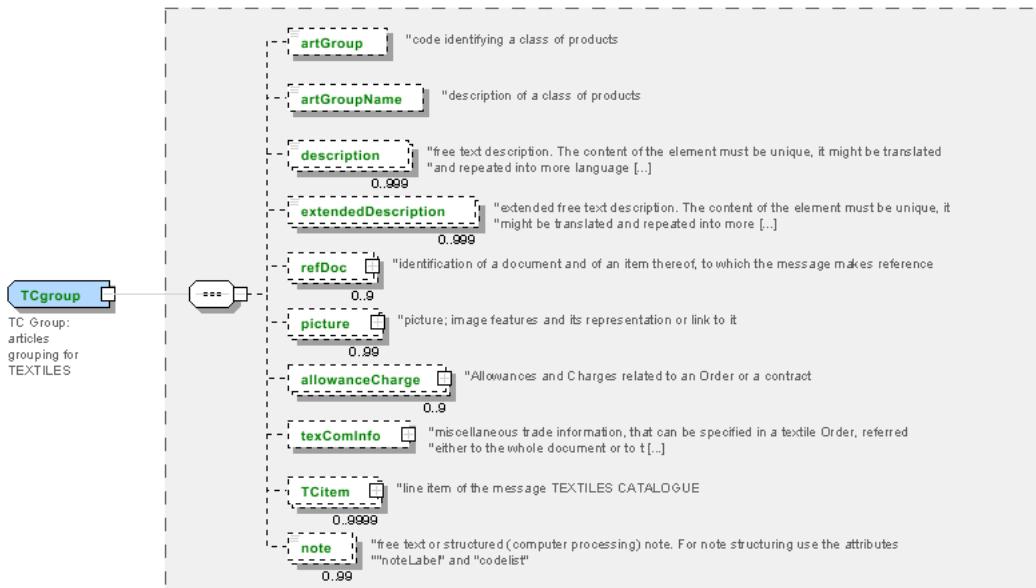 artGroup
"code identifying a class of products
artGroupName
"description of a class of products
description
"free text description. The content of the element must be unique, it might be translated
"and repeated into more language [...]
0..999
extendedDescription
"extended free text description. The content of the element must be unique, it
"might be translated and repeated into more [...]
0..999
refDoc
"identification of a document and of an item thereof, to which the message makes reference
0..9
TCgroup
TC Group:
articles
grouping for
TEXTILES
picture
"picture; image features and its representation or link to it
0..99
allowanceCharge
"Allowances and Charges related to an Order or a contract
0..9
texComInfo
"miscellaneous trade information, that can be specified in a textile Order, referred
"either to the whole document or to t [...]
TCitem
"line item of the message TEXTILES CATALOGUE
0..9999
note
"free text or structured (computer processing) note. For note structuring use the attributes
""noteLabel" and "codelist"
0..99